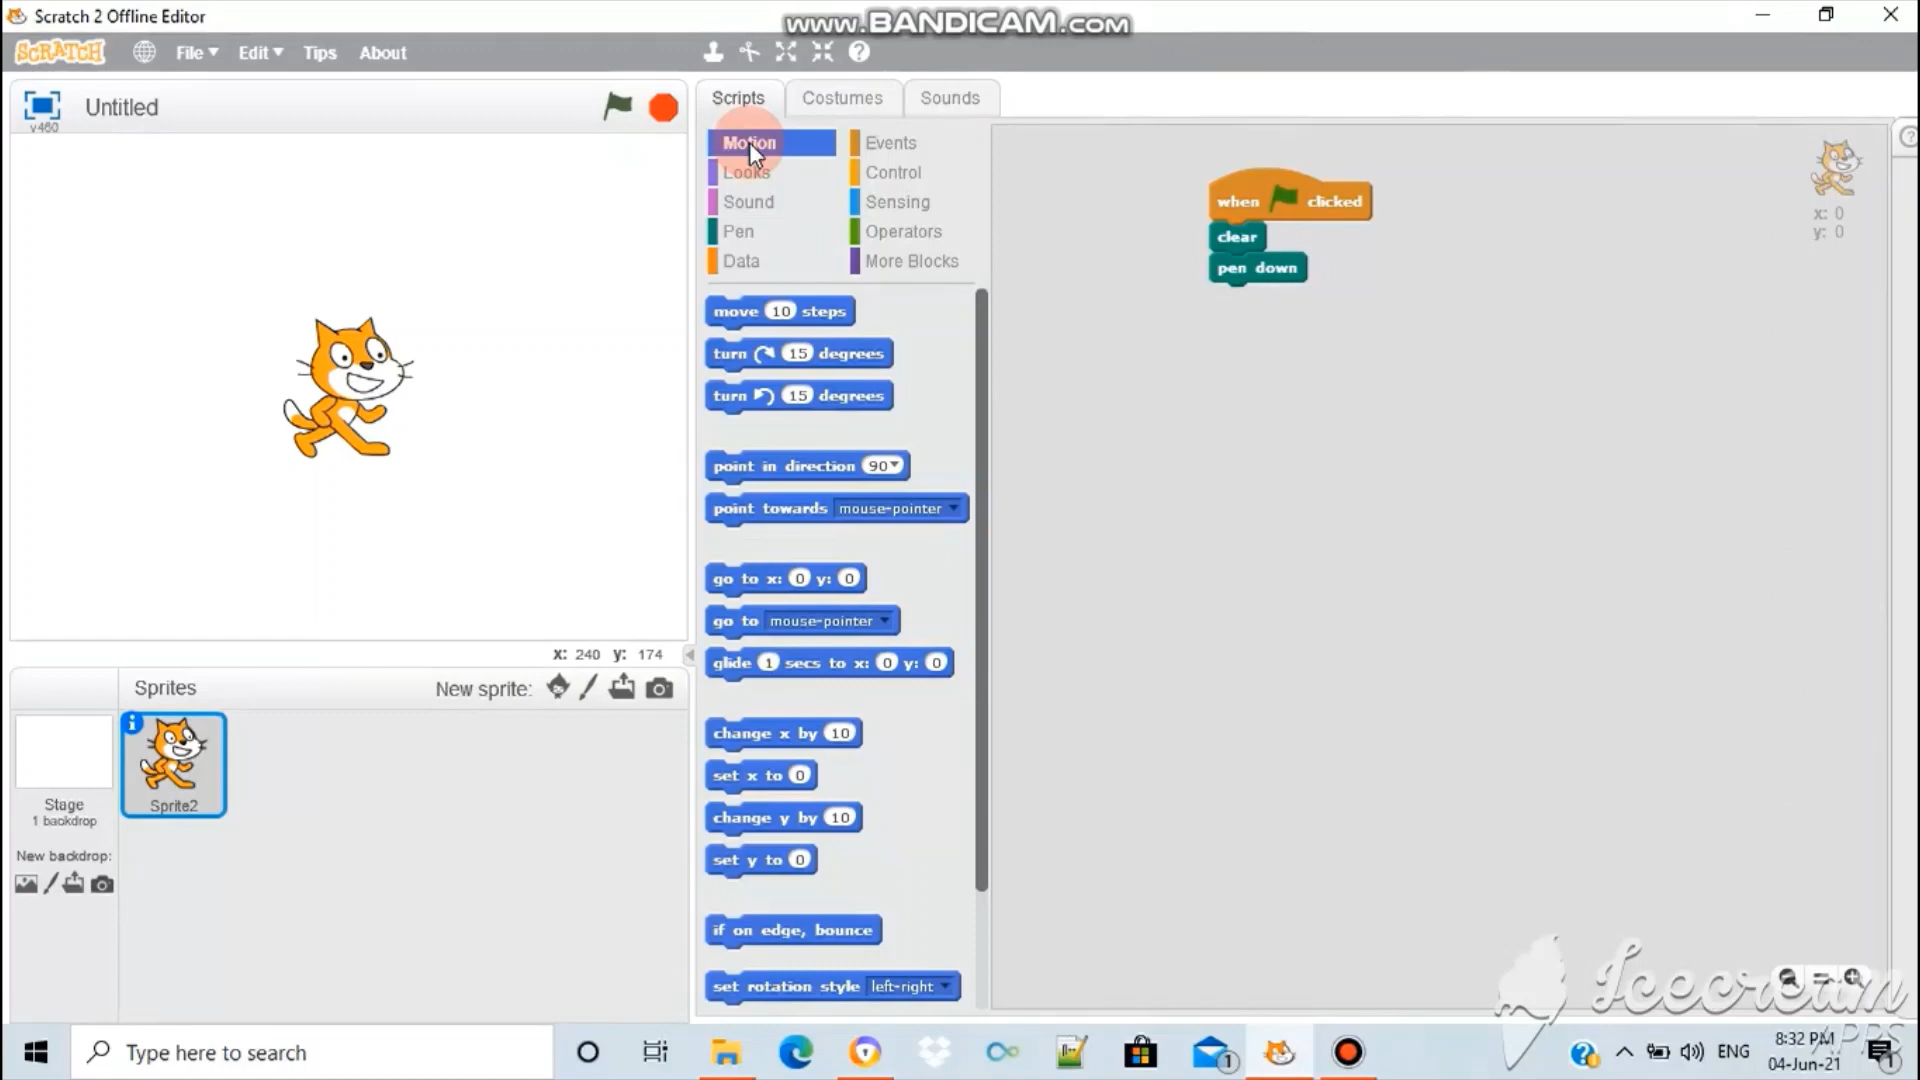 Scratch 2 Offline Editor
www.BANDICAM.com
SCRATCH
File
Edit
Tips
About
v460
Untitled
Scripts
Costumes
Sounds
Motion
Events
Looks
Control
Sound
Sensing
Pen
Operators
Data
More Blocks
move 10 steps
turn 15 degrees
turn 15 degrees
point in direction 90
point towards mouse-pointer
go to x: 0 y: 0
go to mouse-pointer
glide 1 secs to x: 0 y: 0
change x by 10
set x to 0
change y by 10
set y to 0
if on edge, bounce
set rotation style left-right
when clicked
clear
pen down
x: 0
y: 0
x: 240 y: 174
Sprites
New sprite:
Stage
1 backdrop
Sprite2
New backdrop:
Icecream
APPS
Type here to search
1
ENG
8:32 PM
04-Jun-21
1